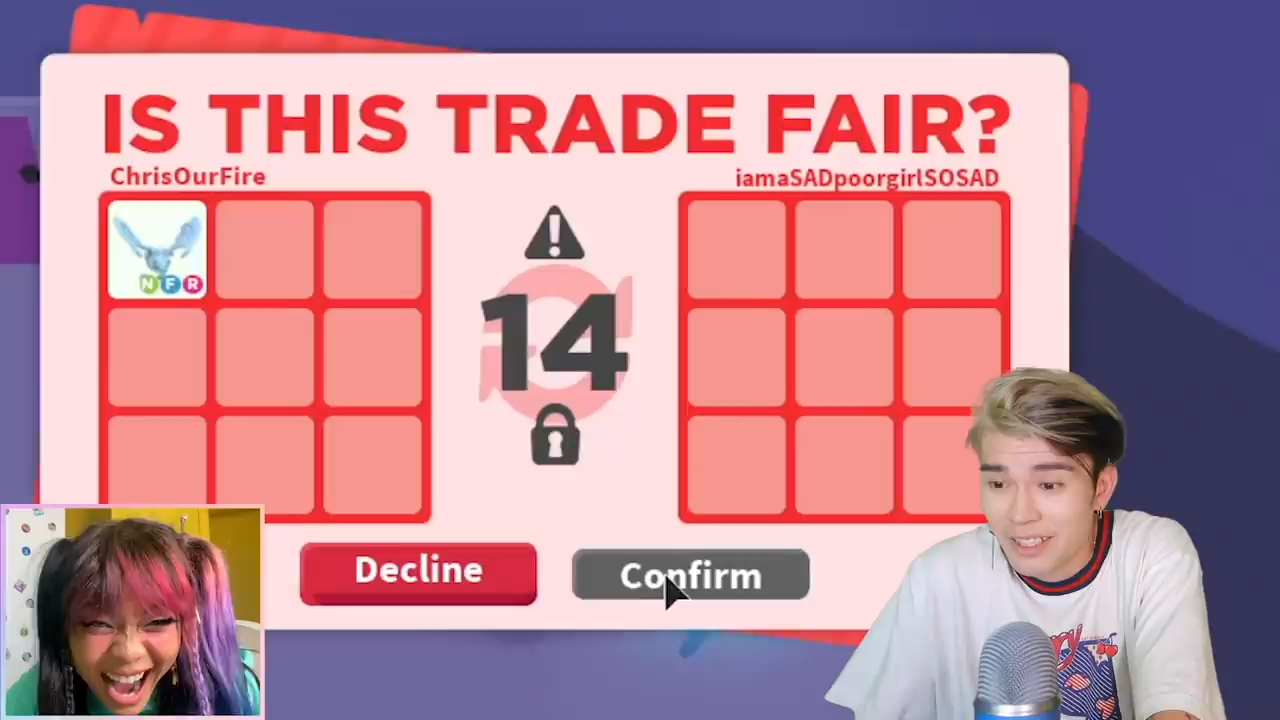 IS THIS TRADE FAIR?
ChrisOurFire
iamaSADpoorgirlSOSAD
N F R
!
14
Decline
Confirm